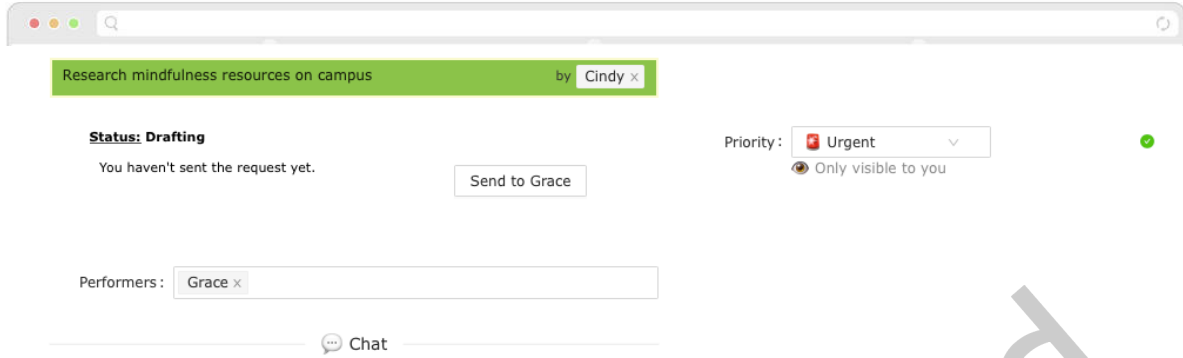 Research mindfulness resources on campus by Cindy ×
Status: Drafting
You haven't sent the request yet.
Send to Grace
Priority: 🚨 Urgent
👁 Only visible to you
Performers: Grace ×
💬 Chat